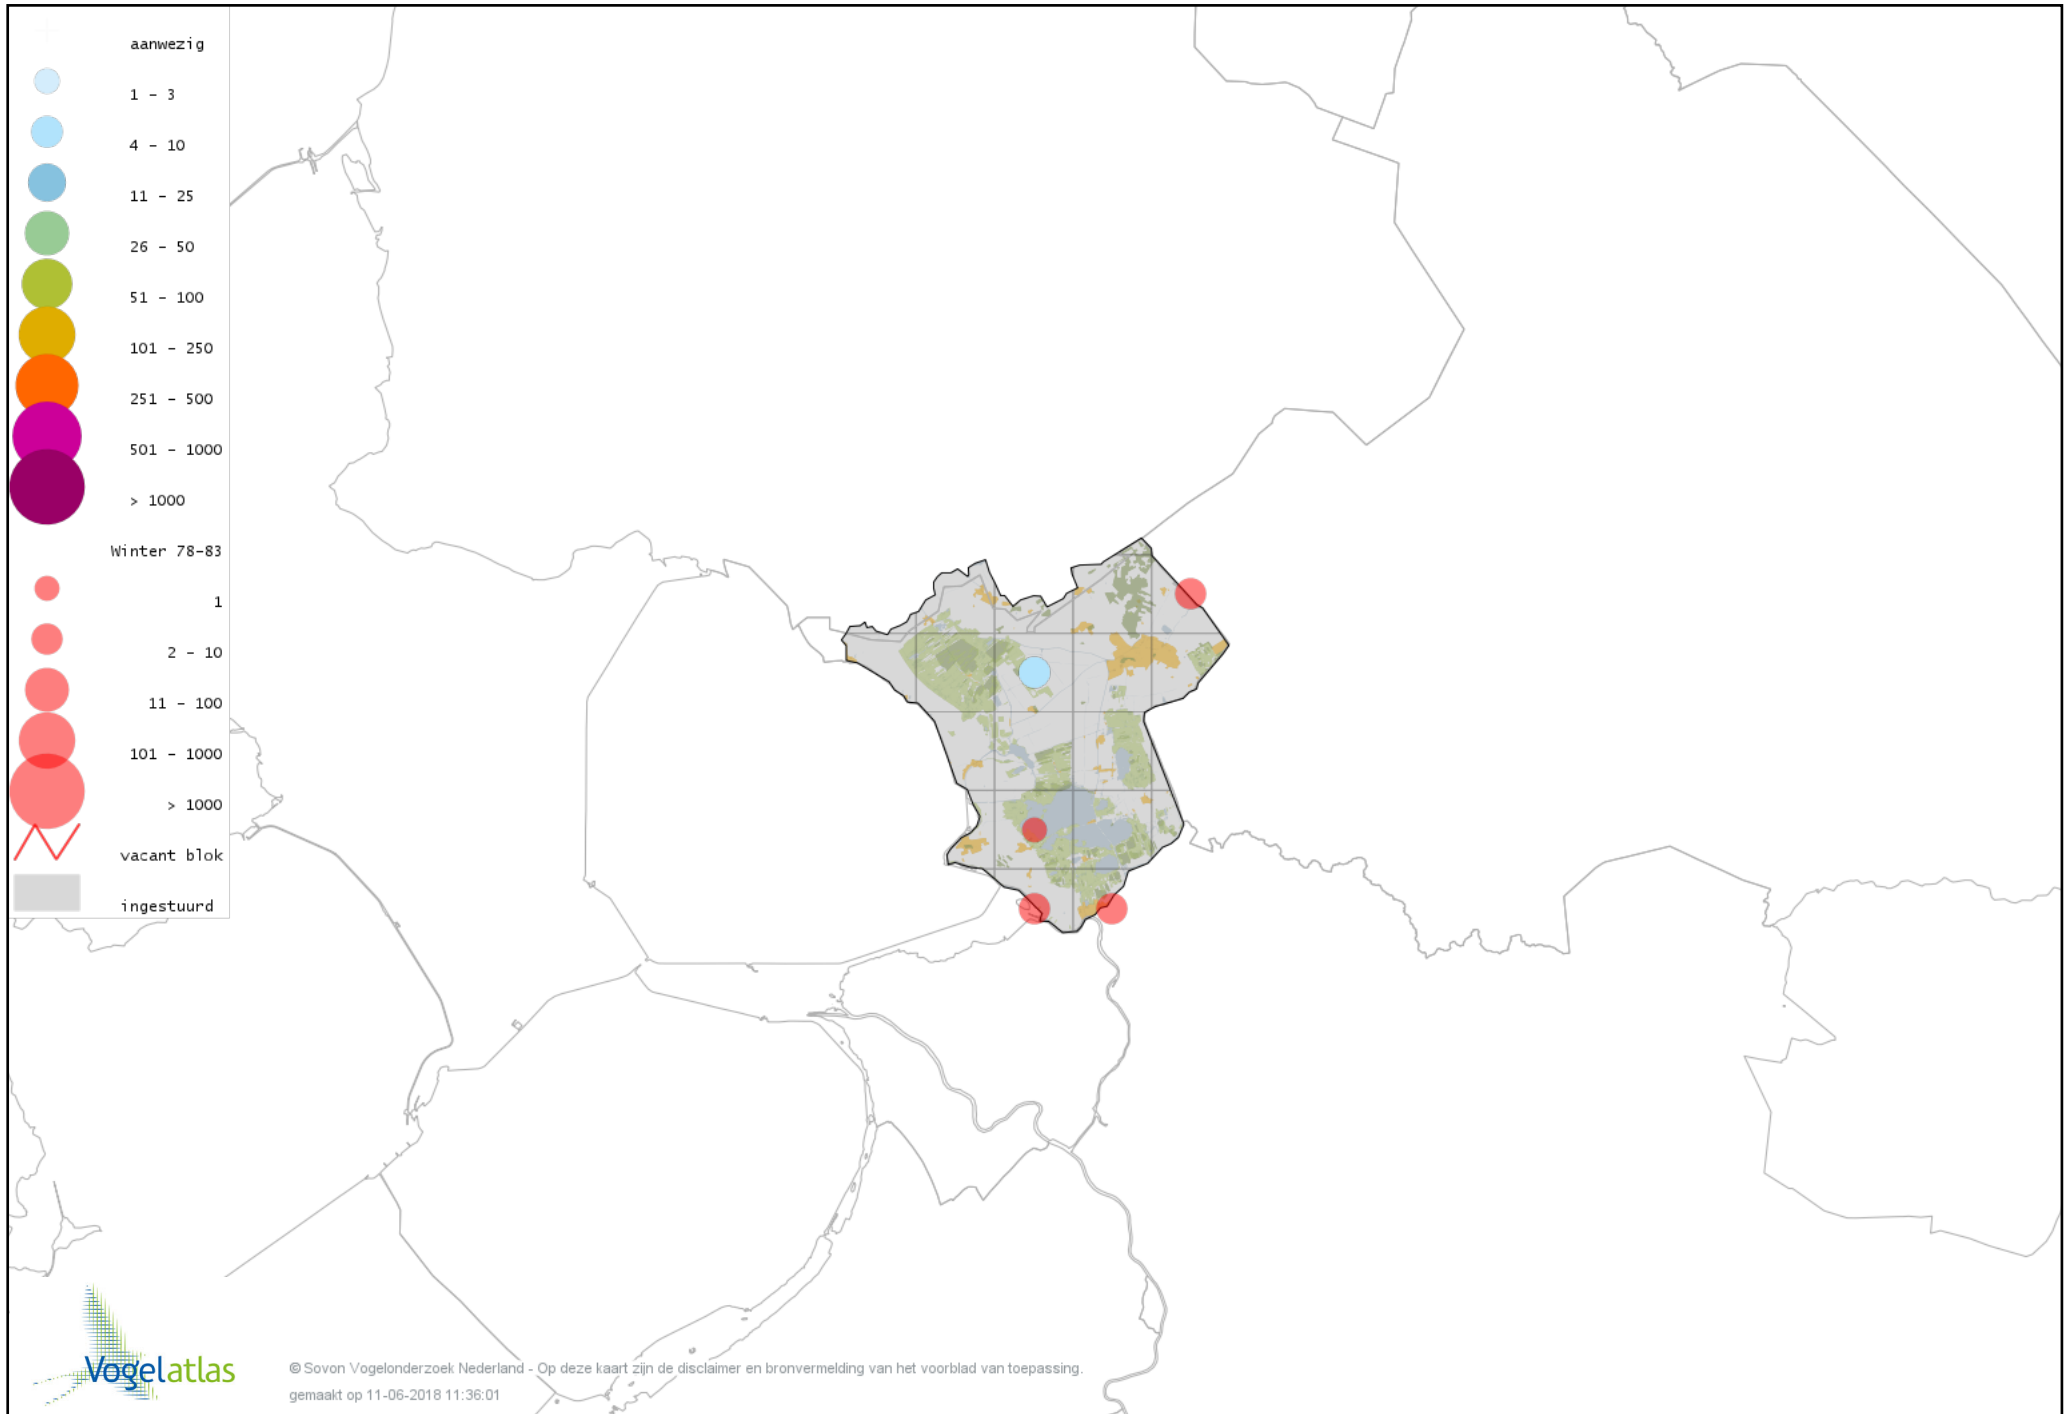 aanwezig
1 - 3
4 - 10
11 - 25
26 - 50
51 - 100
101 - 250
251 - 500
501 - 1000
> 1000
Winter 78-83
1
2 - 10
11 - 100
101 - 1000
> 1000
vacant blok
ingestuurd
Vogelatlas
© Sovon Vogelonderzoek Nederland - Op deze kaart zijn de disclaimer en bronvermelding van het voorblad van toepassing.
gemaakt op 11-06-2018 11:36:01